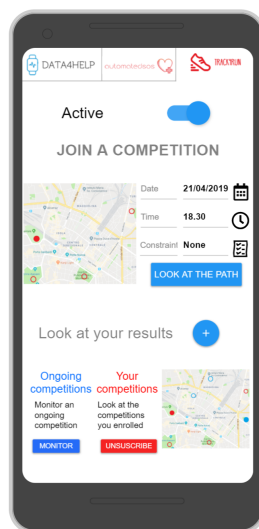 DATA4HELP automatedsos TRACK4RUN
Active
JOIN A COMPETITION
Date 21/04/2019
Time 18.30
Constraint None
LOOK AT THE PATH
Look at your results +
Ongoing competitions
Monitor an
ongoing
competition
MONITOR
Your competitions
Look at the
competitions
you enrolled
UNSUSCRIBE